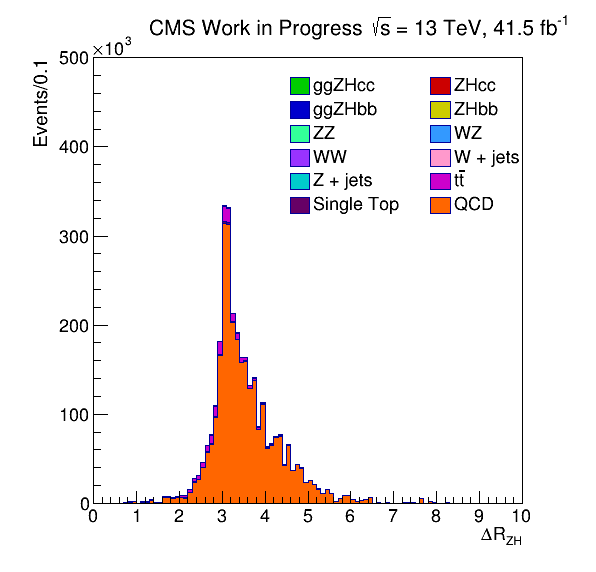 CMS Work in Progress √s = 13 TeV, 41.5 fb⁻¹
×10³
Events/0.1
500
400
300
200
100
0
ggZHcc ZHcc
ggZHbb ZHbb
ZZ WZ
WW W + jets
Z + jets tt̄
Single Top QCD
0 1 2 3 4 5 6 7 8 9 10
ΔR_ZH